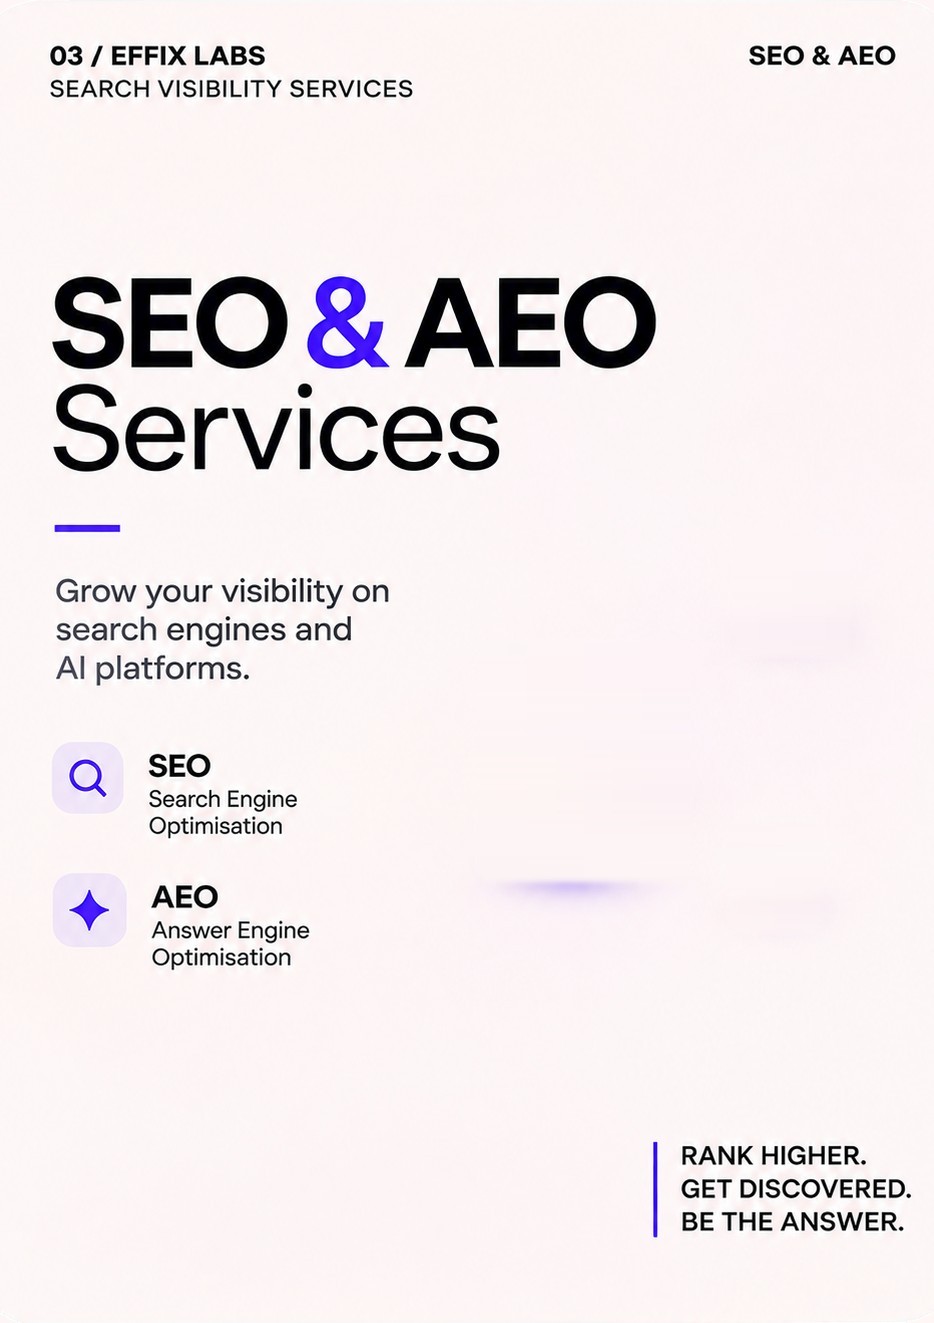 03 / EFFIX LABS
SEARCH VISIBILITY SERVICES
SEO & AEO
SEO & AEO
Services
Grow your visibility on
search engines and
AI platforms.
SEO
Search Engine
Optimisation
AEO
Answer Engine
Optimisation
RANK HIGHER.
GET DISCOVERED.
BE THE ANSWER.